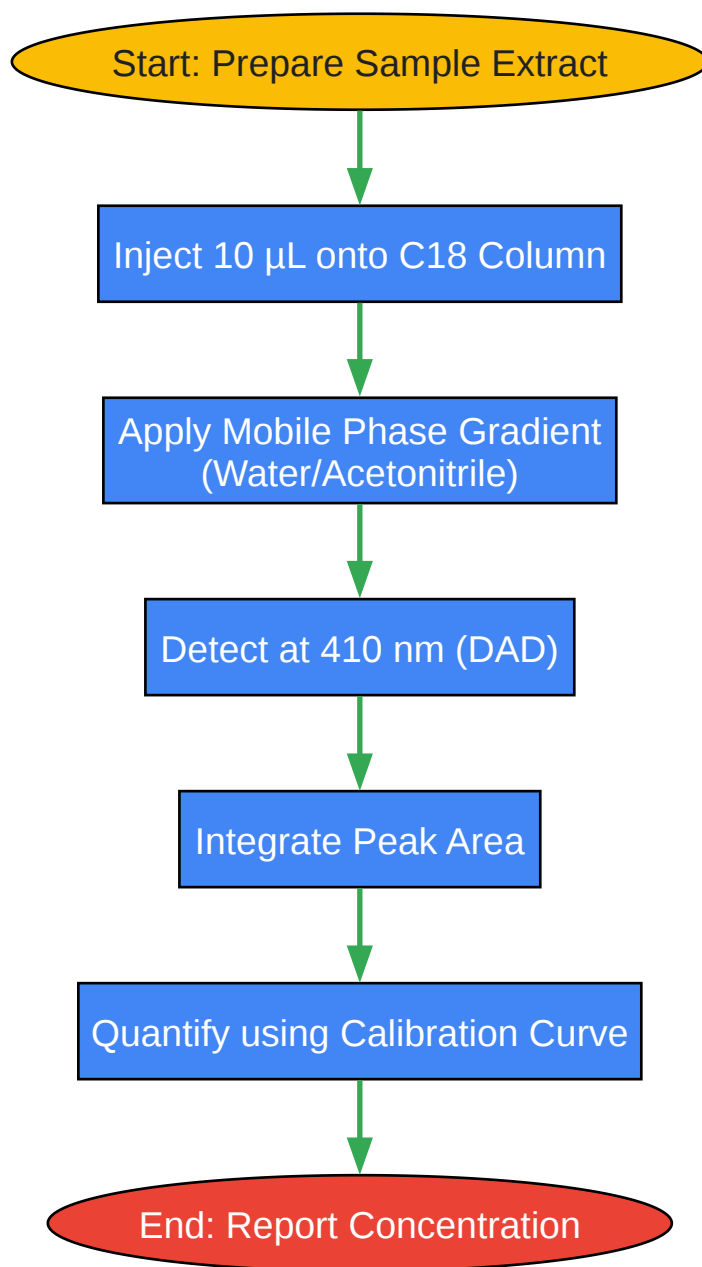 Start: Prepare Sample Extract
Inject 10 µL onto C18 Column
Apply Mobile Phase Gradient
(Water/Acetonitrile)
Detect at 410 nm (DAD)
Integrate Peak Area
Quantify using Calibration Curve
End: Report Concentration